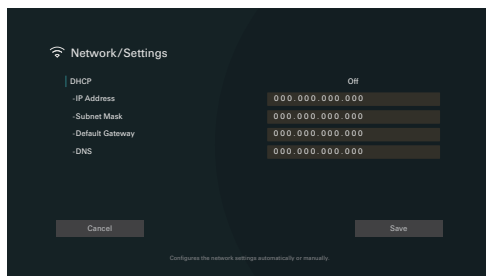 Network/Settings
DHCP Off
-IP Address 000.000.000.000
-Subnet Mask 000.000.000.000
-Default Gateway 000.000.000.000
-DNS 000.000.000.000
Cancel Save
Configures the network settings automatically or manually.